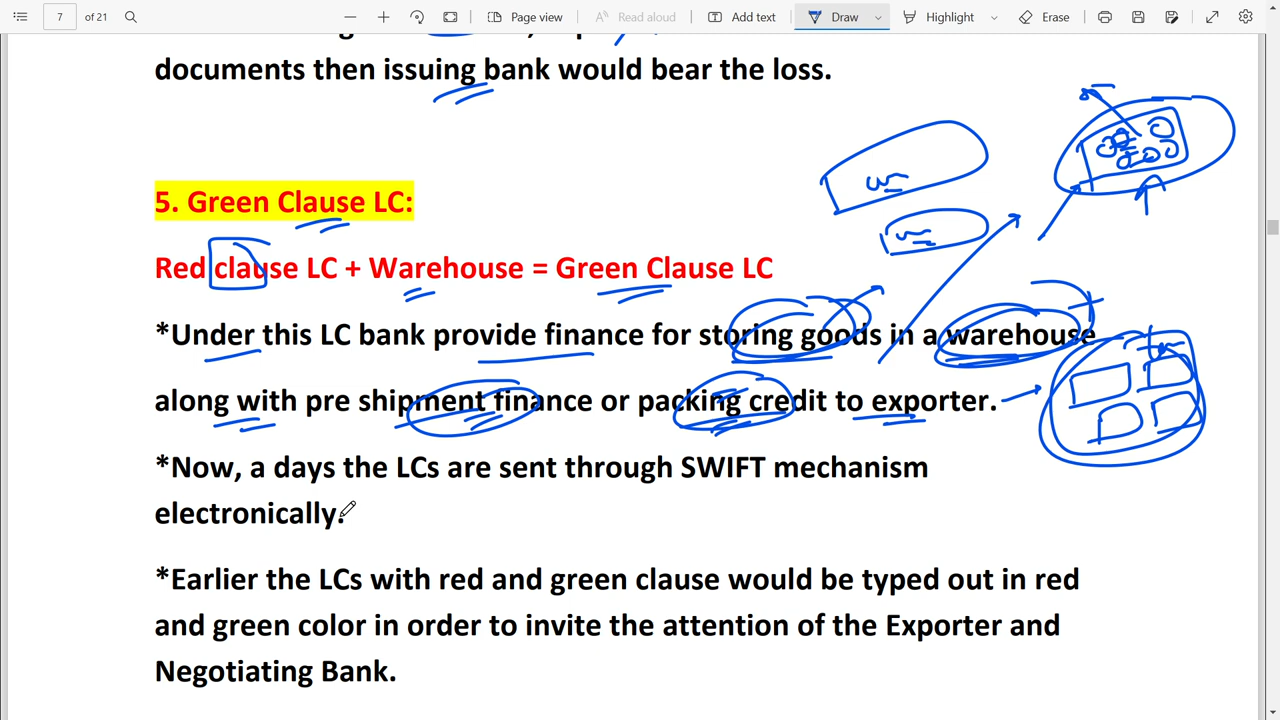 7 of 21 Page view Read aloud Add text Draw Highlight Erase
documents then issuing bank would bear the loss.
5. Green Clause LC:
Red clause LC + Warehouse = Green Clause LC
*Under this LC bank provide finance for storing goods in a warehouse
along with pre shipment finance or packing credit to exporter.
*Now, a days the LCs are sent through SWIFT mechanism
electronically.
*Earlier the LCs with red and green clause would be typed out in red
and green color in order to invite the attention of the Exporter and
Negotiating Bank.